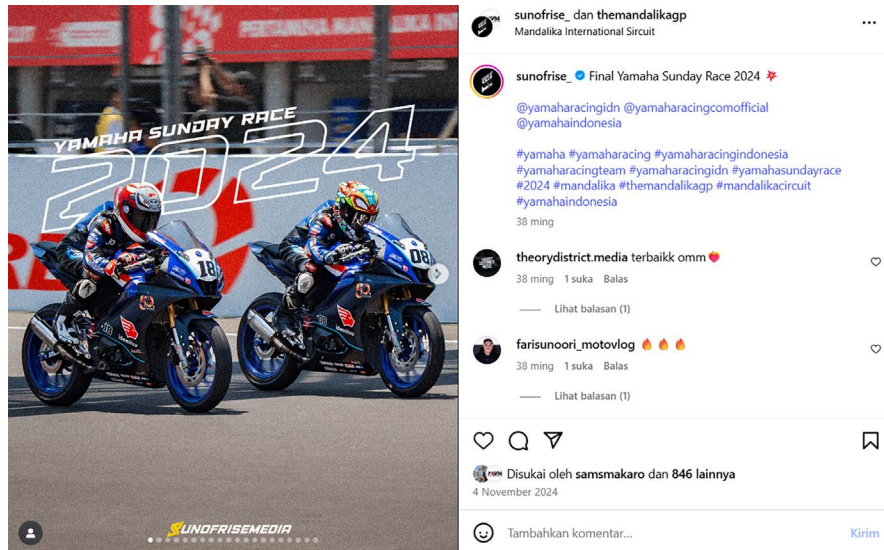 YAMAHA SUNDAY RACE
2024
18
08
SUNOFRISEMEDIA
sunofrise_ dan themandalikagp
Mandalika International Sircuit
sunofrise_ Final Yamaha Sunday Race 2024 💥
@yamaharacingidn @yamaharacingcomofficial
@yamahaindonesia
#yamaha #yamaharacing #yamaharacingindonesia
#yamaharacingteam #yamaharacingidn #yamahasundayrace
#2024 #mandalika #themandalikagp #mandalikacircuit
#yamahaindonesia
38 ming
theorydistrict.media terbaikk omm💝
38 ming 1 suka Balas
Lihat balasan (1)
farisunoori_motovlog 🔥 🔥 🔥
38 ming 1 suka Balas
Lihat balasan (1)
Disukai oleh samsmakaro dan 846 lainnya
4 November 2024
Tambahkan komentar...
Kirim